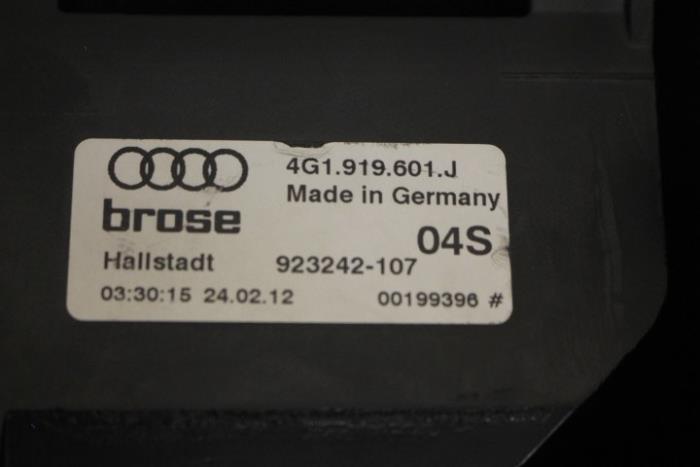 4G1.919.601.J
Made in Germany
brose
04S
Hallstadt 923242-107
03:30:15 24.02.12 00199396 #